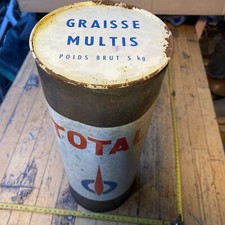 GRAISSE
MULTIS
POIDS BRUT 5 kg
TOTAL